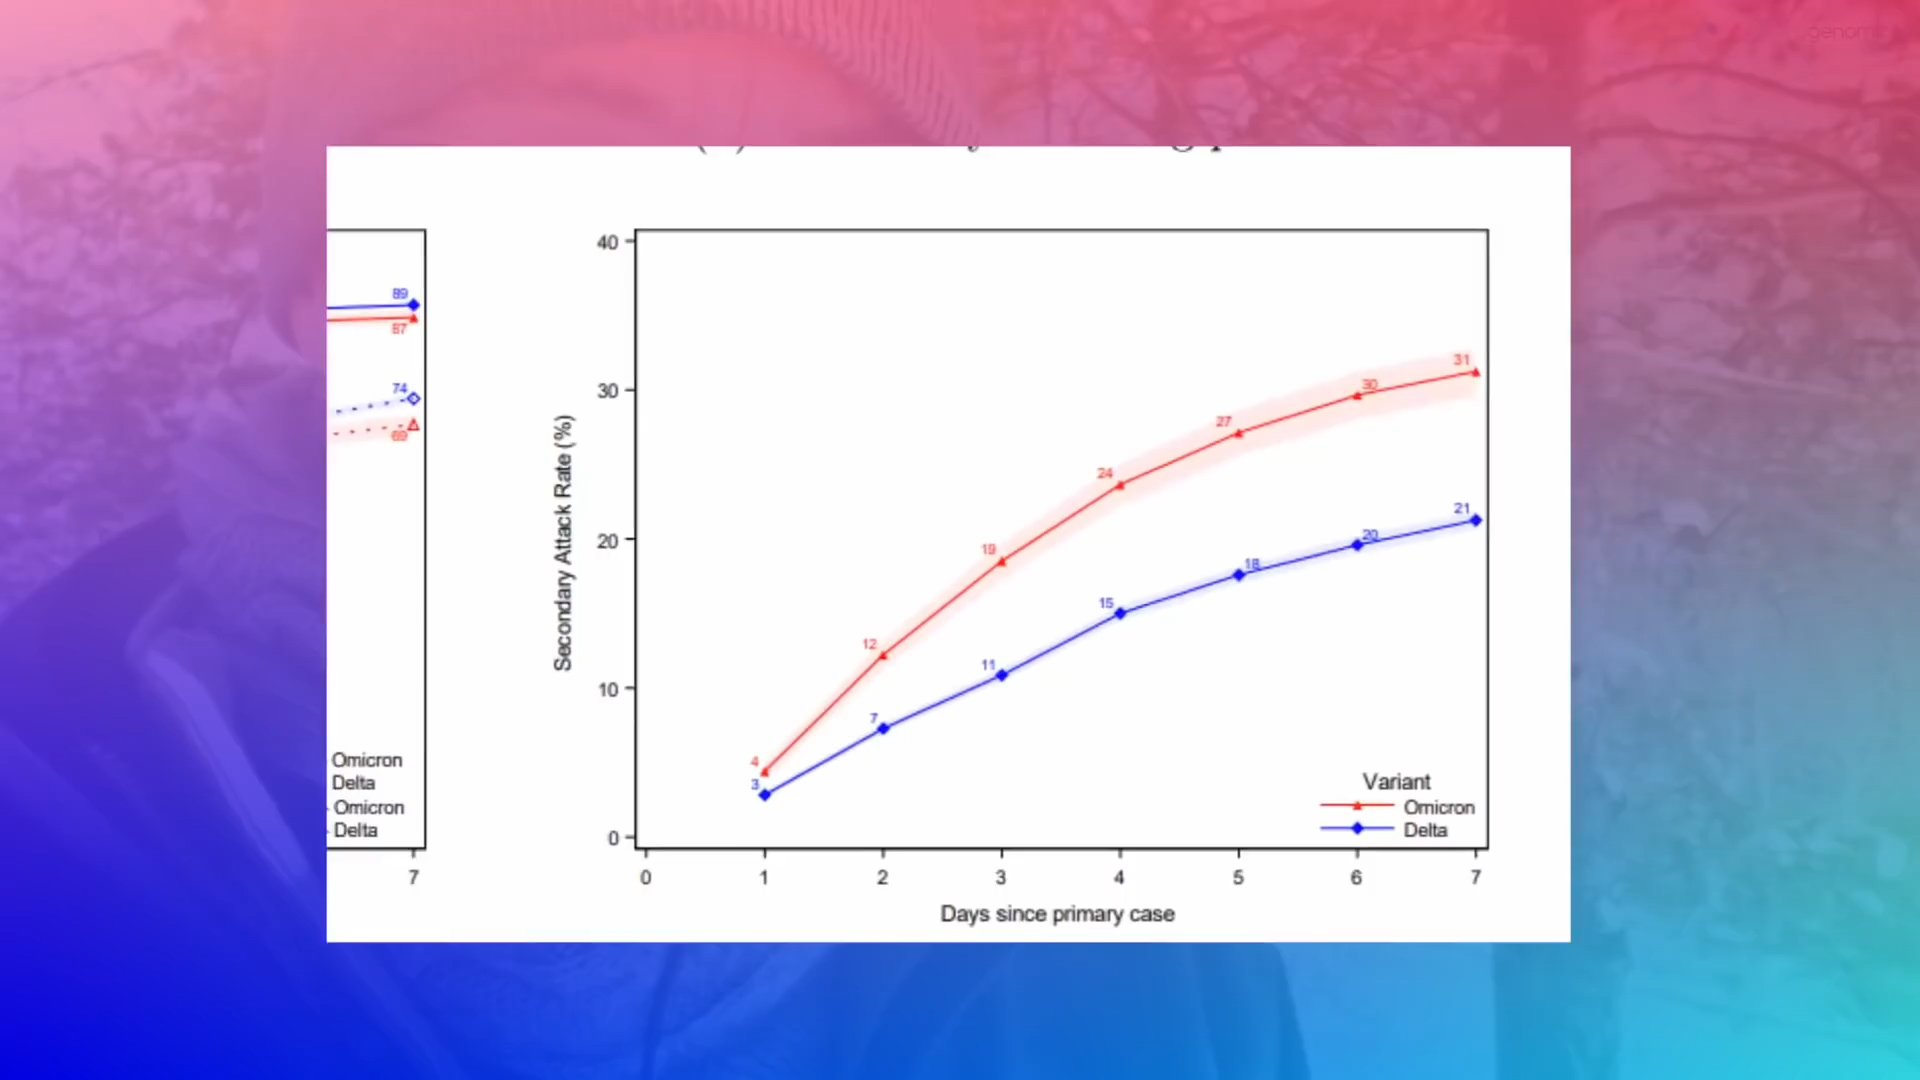 genom
89
87
74
69
Omicron
Delta
Omicron
Delta
7
40
30
20
10
0
Secondary Attack Rate (%)
4
12
19
24
27
30
31
3
7
11
15
18
20
21
Variant
Omicron
Delta
0 1 2 3 4 5 6 7
Days since primary case